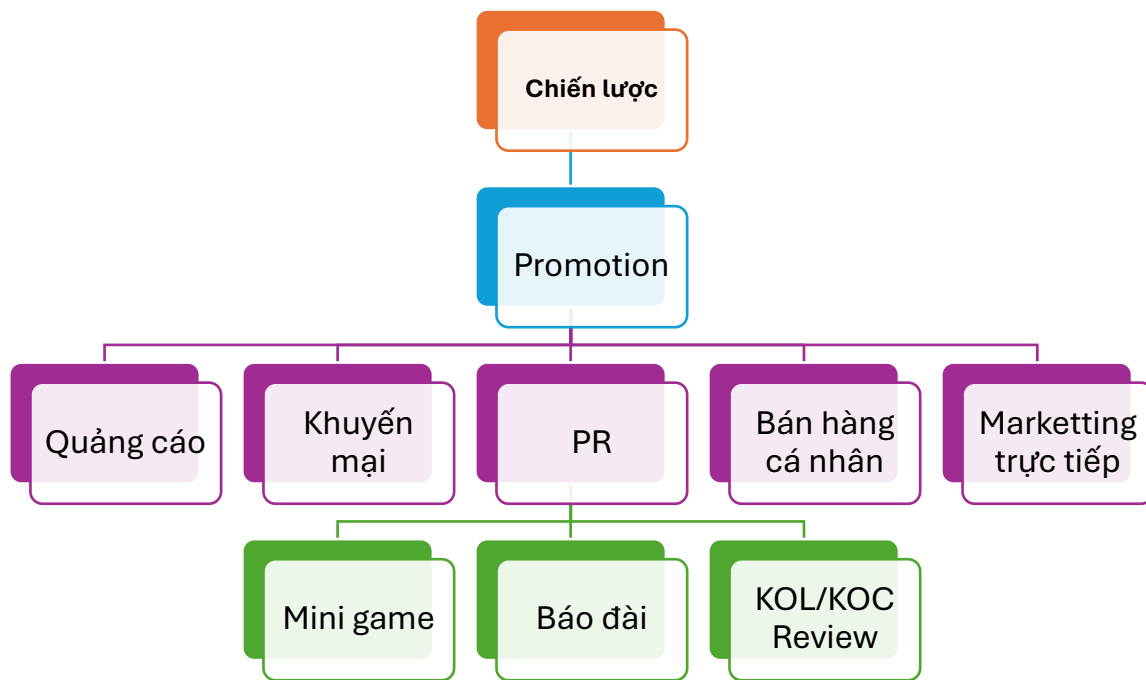 Chiến lược
Promotion
Quảng cáo
Khuyến
mại
PR
Bán hàng
cá nhân
Marketting
trực tiếp
Mini game
Báo đài
KOL/KOC
Review